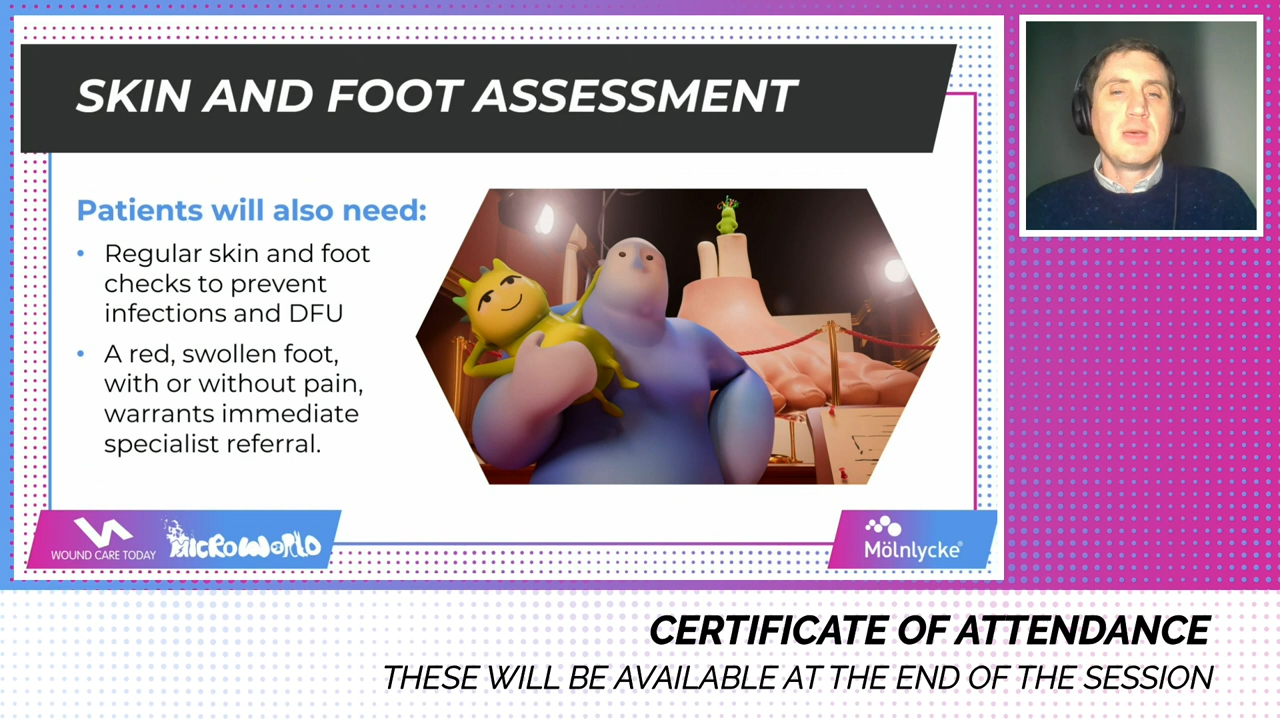 SKIN AND FOOT ASSESSMENT
Patients will also need:
• Regular skin and foot
checks to prevent
infections and DFU
• A red, swollen foot,
with or without pain,
warrants immediate
specialist referral.
WOUND CARE TODAY
MICROWORLD
Mölnlycke®
CERTIFICATE OF ATTENDANCE
THESE WILL BE AVAILABLE AT THE END OF THE SESSION